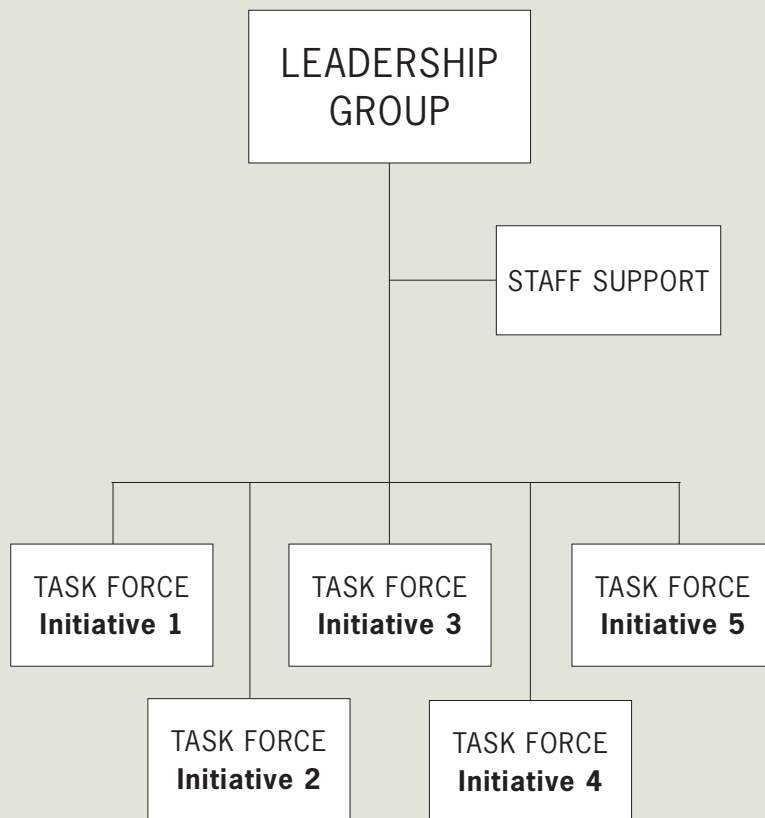 LEADERSHIP
GROUP
STAFF SUPPORT
TASK FORCE
Initiative 1
TASK FORCE
Initiative 2
TASK FORCE
Initiative 3
TASK FORCE
Initiative 4
TASK FORCE
Initiative 5